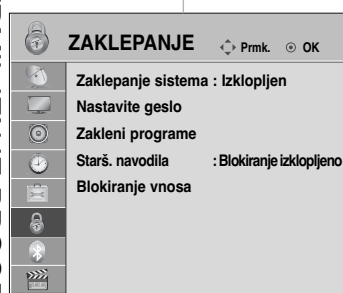 ZAKLEPANJE Prmk. OK
Zaklepanje sistema : Izklopljen
Nastavite geslo
Zakleni programe
Starš. navodila : Blokiranje izklopljeno
Blokiranje vnosa